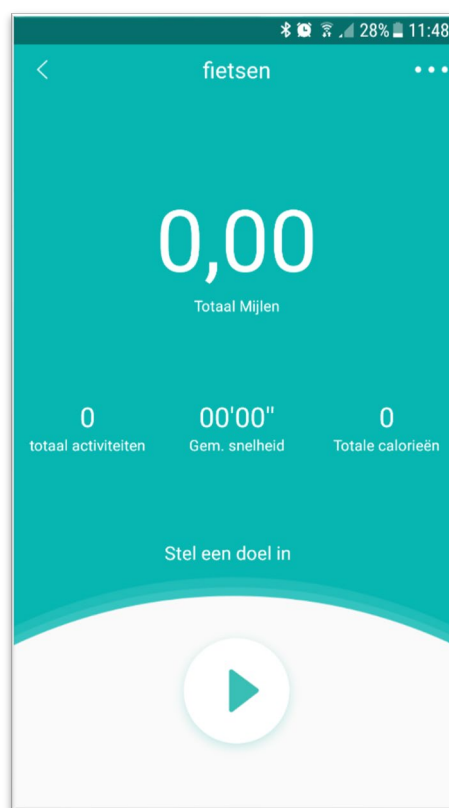 28% 11:48
fietsen
0,00
Totaal Mijlen
0 00'00" 0
totaal activiteiten Gem. snelheid Totale calorieën
Stel een doel in